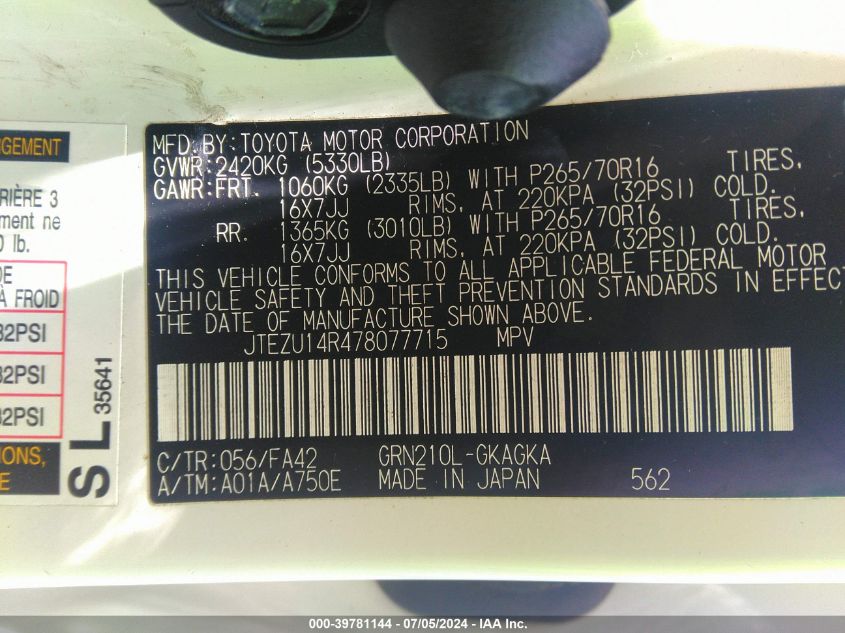 MFD. BY: TOYOTA MOTOR CORPORATION
GVWR: 2420KG (5330LB)
GAWR: FRT. 1060KG (2335LB) WITH P265/70R16 TIRES,
16X7JJ RIMS, AT 220KPA (32PSI) COLD.
RR. 1365KG (3010LB) WITH P265/70R16 TIRES,
16X7JJ RIMS, AT 220KPA (32PSI) COLD.
THIS VEHICLE CONFORMS TO ALL APPLICABLE FEDERAL MOTOR
VEHICLE SAFETY AND THEFT PREVENTION STANDARDS IN EFFECT
THE DATE OF MANUFACTURE SHOWN ABOVE.
JTEZU14R478077715 MPV
C/TR: 056/FA42 GRN210L-GKAGKA
A/TM: A01A/A750E MADE IN JAPAN 562
RIÈRE 3
ne
lb.
DE
À FROID
32PSI
32PSI
32PSI
SL 35641
000-39781144 - 07/05/2024 - IAA Inc.